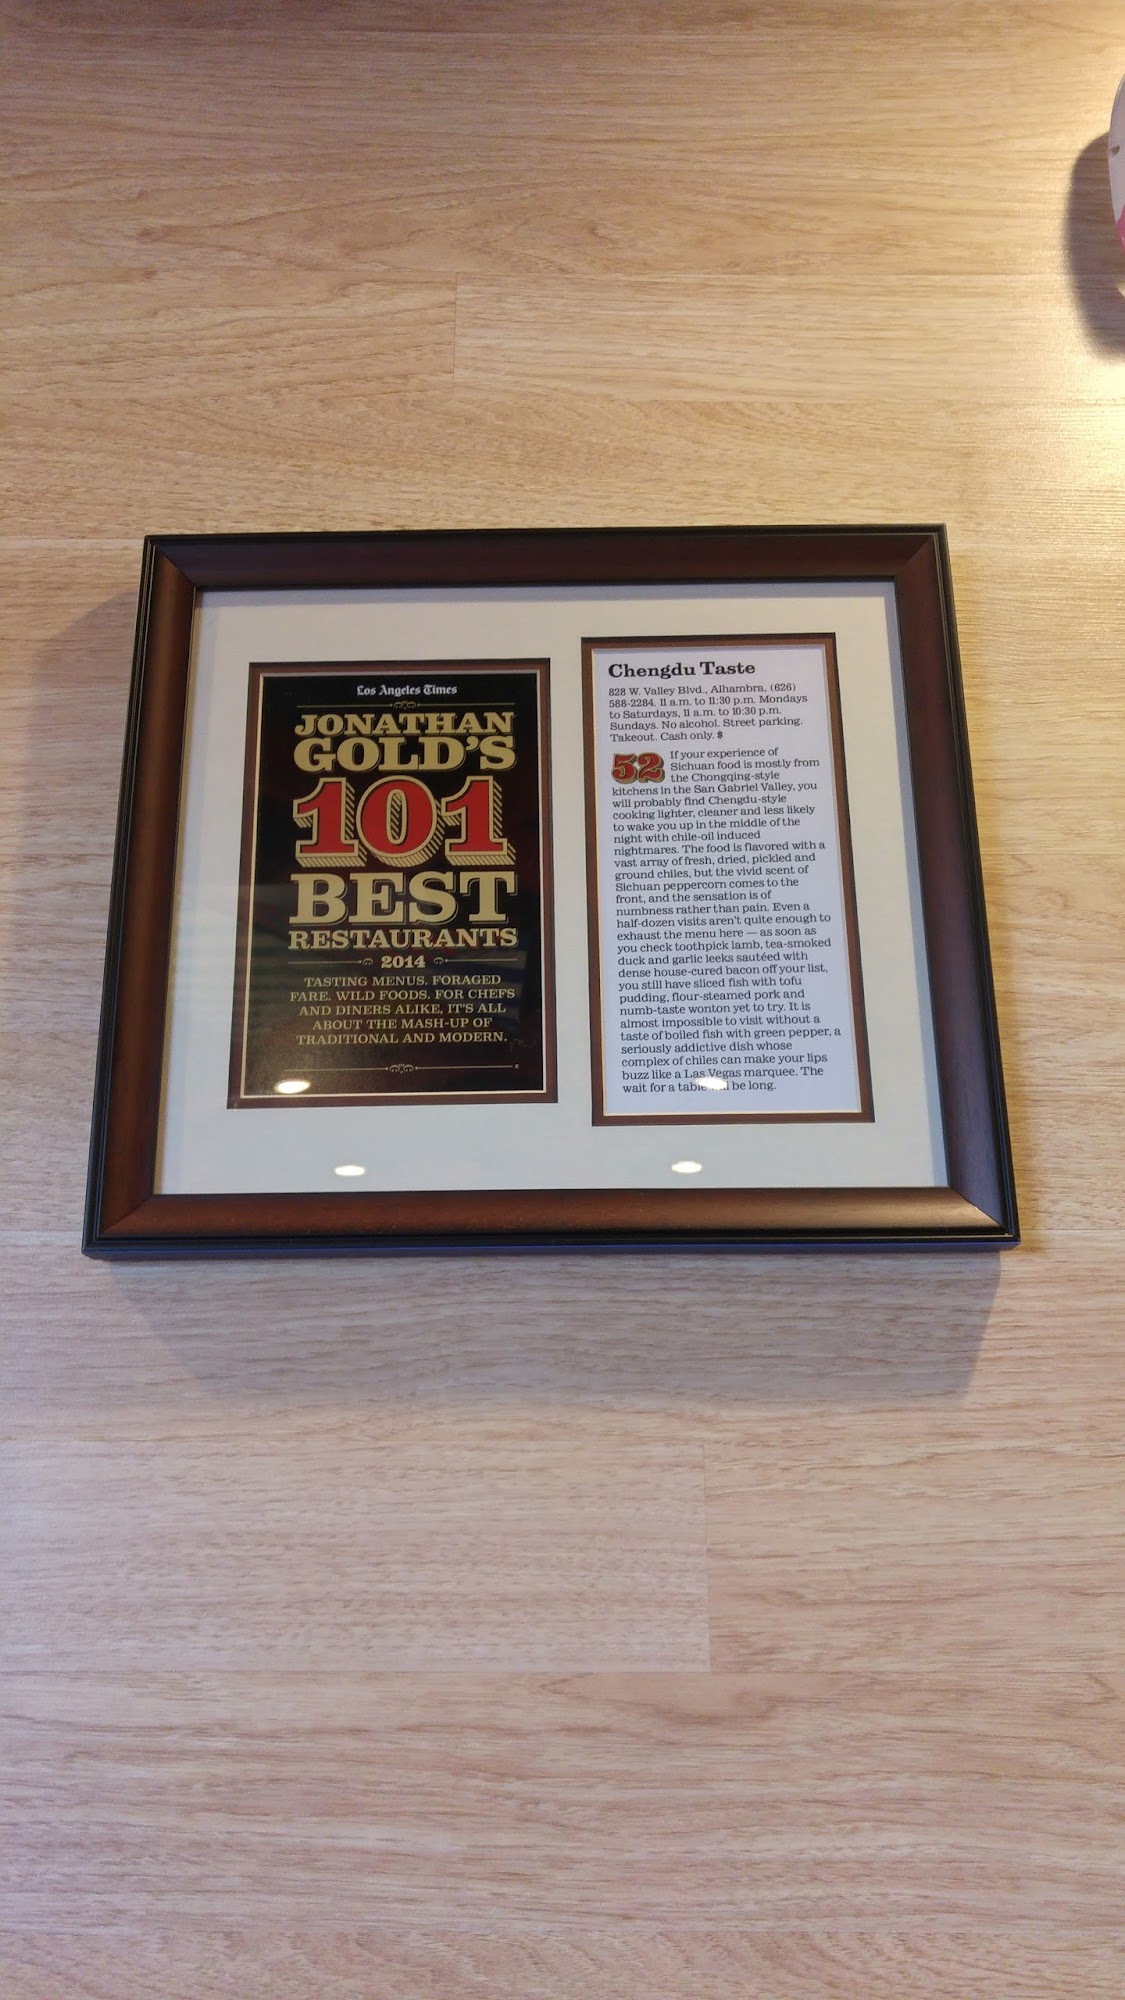 Los Angeles Times
JONATHAN
GOLD'S
101
BEST
RESTAURANTS
2014
TASTING MENUS. FORAGED
FARE. WILD FOODS. FOR CHEFS
AND DINERS ALIKE, IT'S ALL
ABOUT THE MASH-UP OF
TRADITIONAL AND MODERN.
Chengdu Taste
828 W. Valley Blvd., Alhambra, (626)
588-2284. 11 a.m. to 11:30 p.m. Mondays
to Saturdays, 11 a.m. to 10:30 p.m.
Sundays. No alcohol. Street parking.
Takeout. Cash only. $
52 If your experience of
Sichuan food is mostly from
the Chongqing-style
kitchens in the San Gabriel Valley, you
will probably find Chengdu-style
cooking lighter, cleaner and less likely
to wake you up in the middle of the
night with chile-oil induced
nightmares. The food is flavored with a
vast array of fresh, dried, pickled and
ground chiles, but the vivid scent of
Sichuan peppercorn comes to the
front, and the sensation is of
numbness rather than pain. Even a
half-dozen visits aren't quite enough to
exhaust the menu here — as soon as
you check toothpick lamb, tea-smoked
duck and garlic leeks sautéed with
dense house-cured bacon off your list,
you still have sliced fish with tofu
pudding, flour-steamed pork and
numb-taste wonton yet to try. It is
almost impossible to visit without a
taste of boiled fish with green pepper, a
seriously addictive dish whose
complex of chiles can make your lips
buzz like a Las Vegas marquee. The
wait for a table be long.